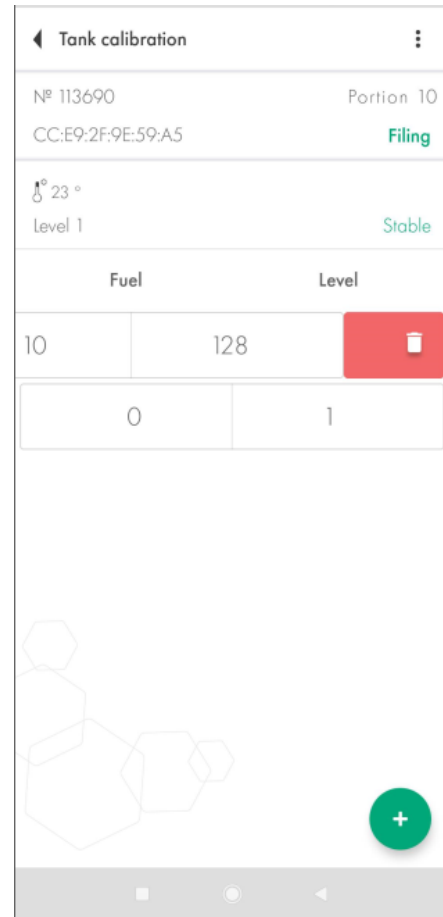 Tank calibration
№ 113690 Portion 10
CC:E9:2F:9E:59:A5 Filing
23 °
Level 1 Stable
Fuel Level
10 128
0 1
+